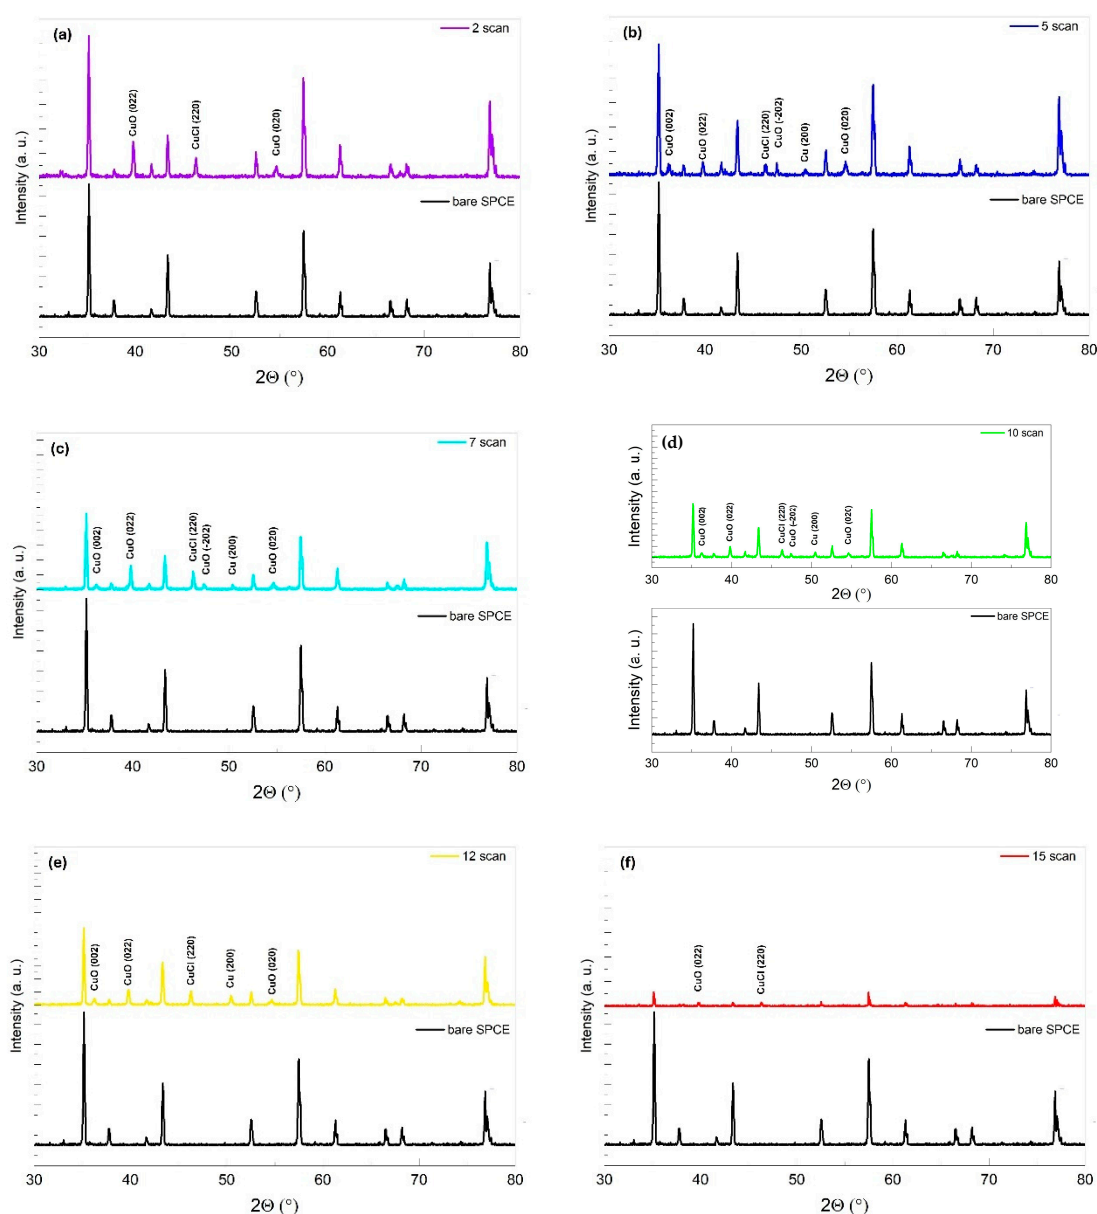 (a)
2 scan
CuO (022)
CuCl (220)
CuO (020)
bare SPCE
Intensity (a. u.)
30 40 50 60 70 80
2Θ (°)
(b)
5 scan
CuO (002)
CuO (022)
CuCl (220)
CuO (-202)
Cu (200)
CuO (020)
bare SPCE
Intensity (a. u.)
30 40 50 60 70 80
2Θ (°)
(c)
7 scan
CuO (002)
CuO (022)
CuCl (220)
CuO (-202)
Cu (200)
CuO (020)
bare SPCE
Intensity (a. u.)
30 40 50 60 70 80
2Θ (°)
(d)
10 scan
CuO (002)
CuO (022)
CuCl (220)
CuO (-202)
Cu (200)
CuO (020)
Intensity (a. u.)
30 40 50 60 70 80
2Θ (°)
bare SPCE
Intensity (a. u.)
30 40 50 60 70 80
2Θ (°)
(e)
12 scan
CuO (002)
CuO (022)
CuCl (220)
Cu (200)
CuO (020)
bare SPCE
Intensity (a. u.)
30 40 50 60 70 80
2Θ (°)
(f)
15 scan
CuO (022)
CuCl (220)
bare SPCE
Intensity (a. u.)
30 40 50 60 70 80
2Θ (°)